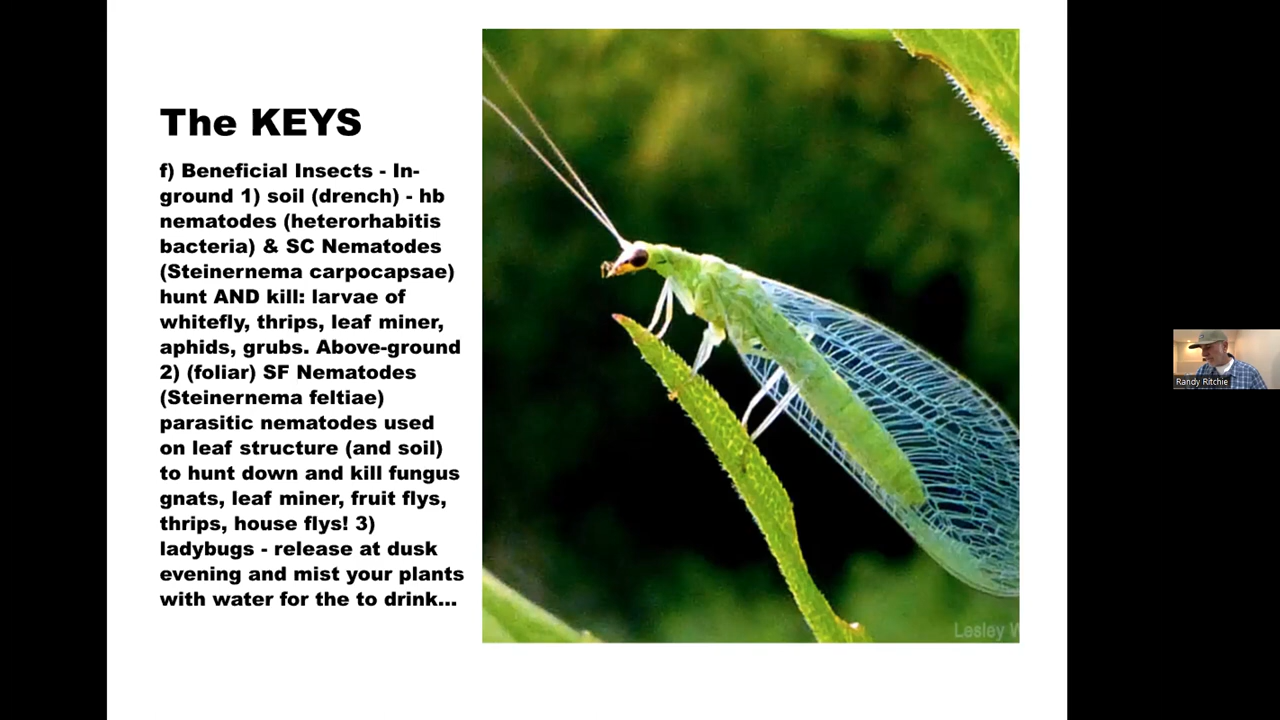 The KEYS
f) Beneficial Insects - In-
ground 1) soil (drench) - hb
nematodes (heterorhabitis
bacteria) & SC Nematodes
(Steinernema carpocapsae)
hunt AND kill: larvae of
whitefly, thrips, leaf miner,
aphids, grubs. Above-ground
2) (foliar) SF Nematodes
(Steinernema feltiae)
parasitic nematodes used
on leaf structure (and soil)
to hunt down and kill fungus
gnats, leaf miner, fruit flys,
thrips, house flys! 3)
ladybugs - release at dusk
evening and mist your plants
with water for the to drink...
Lesley W
Randy Ritchie